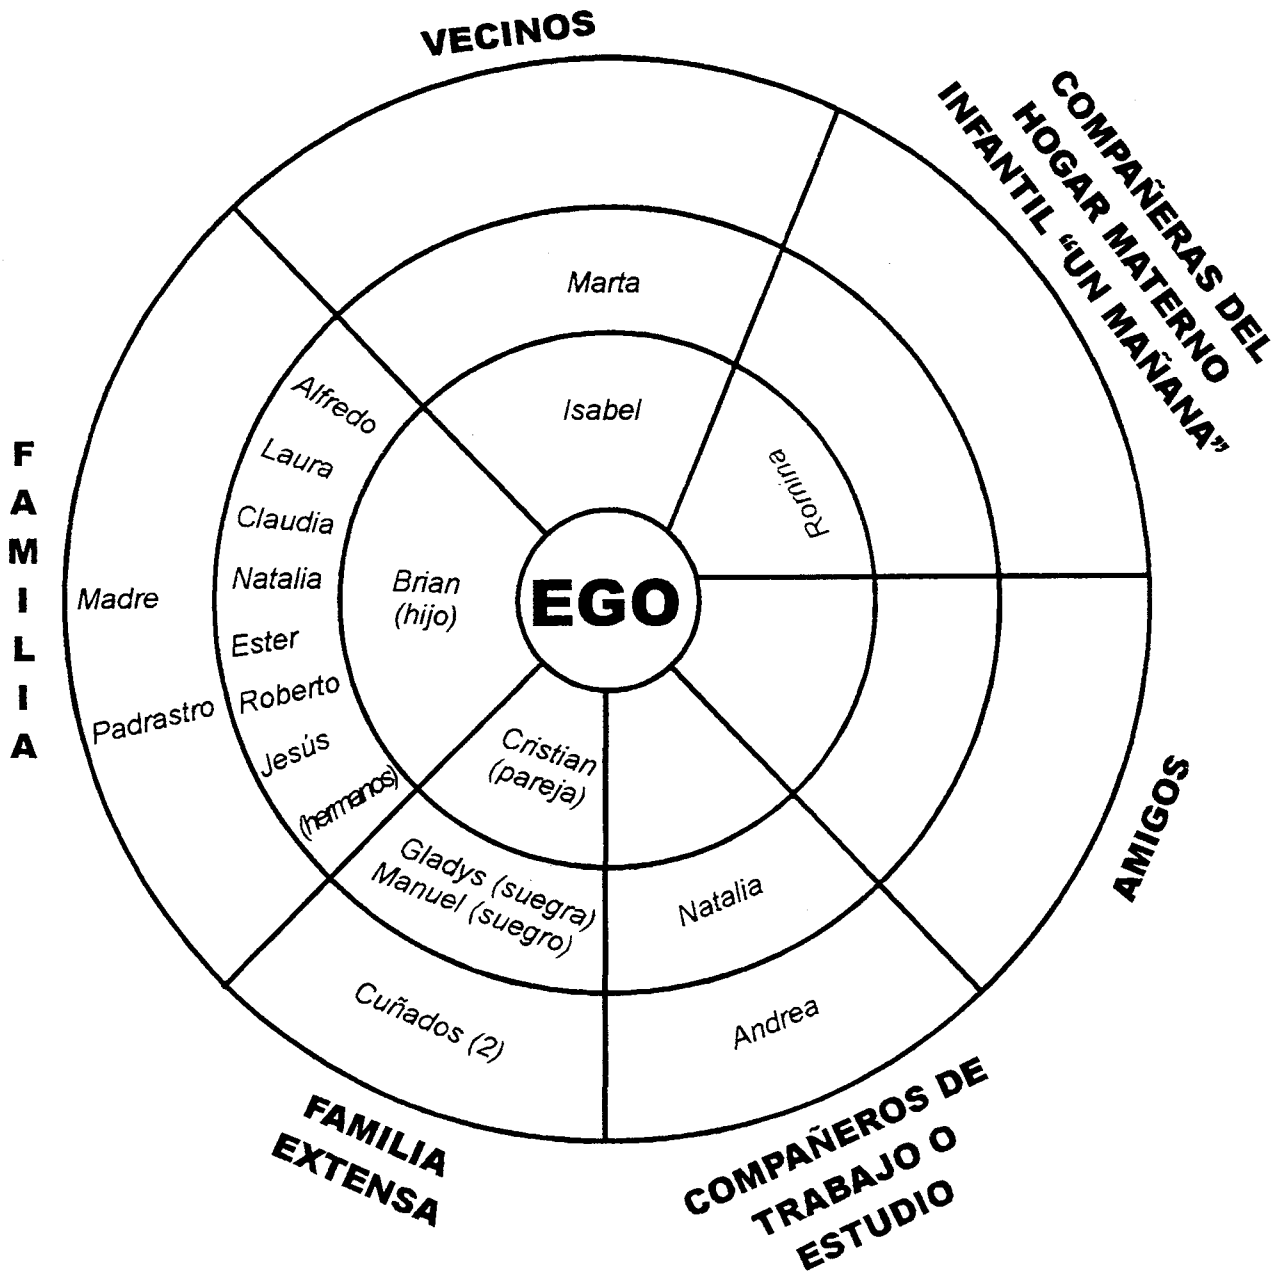 VECINOS
COMPAÑERAS DEL
HOGAR MATERNO
INFANTIL “UN MAÑANA”
Marta
Isabel
Romina
FAMILIA
Alfredo
Laura
Claudia
Natalia
Ester
Roberto
Jesús
(hermanos)
Madre
Padrastro
Brian
(hijo)
EGO
Cristian
(pareja)
Gladys (suegra)
Manuel (suegro)
Cuñados (2)
Natalia
Andrea
AMIGOS
FAMILIA
EXTENSA
COMPAÑEROS DE
TRABAJO O
ESTUDIO